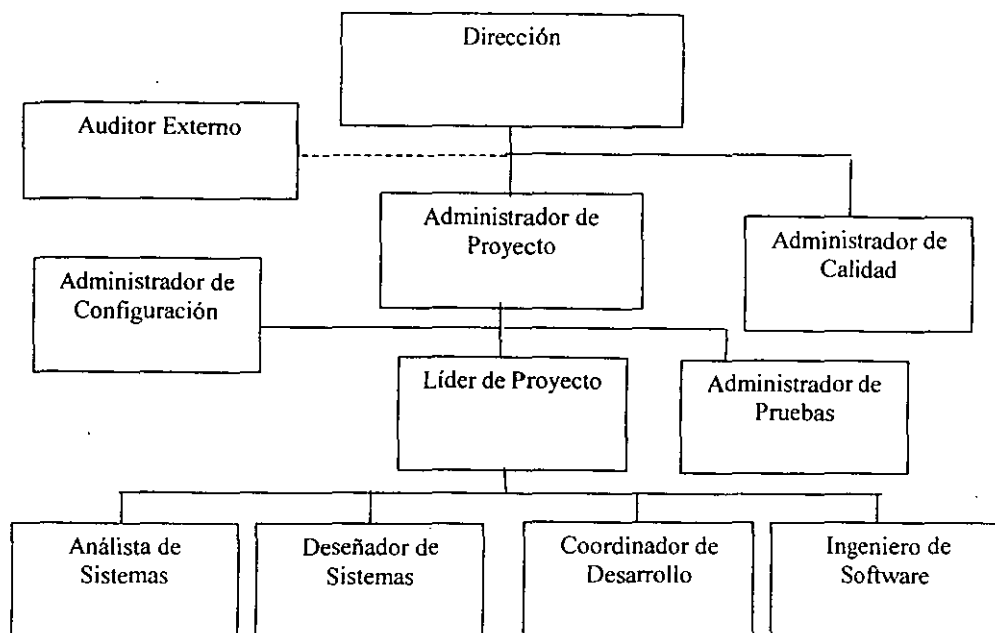 Dirección
Auditor Externo
Administrador de
Proyecto
Administrador de
Calidad
Administrador de
Configuración
Líder de Proyecto
Administrador de
Pruebas
Análista de
Sistemas
Deseñador de
Sistemas
Coordinador de
Desarrollo
Ingeniero de
Software